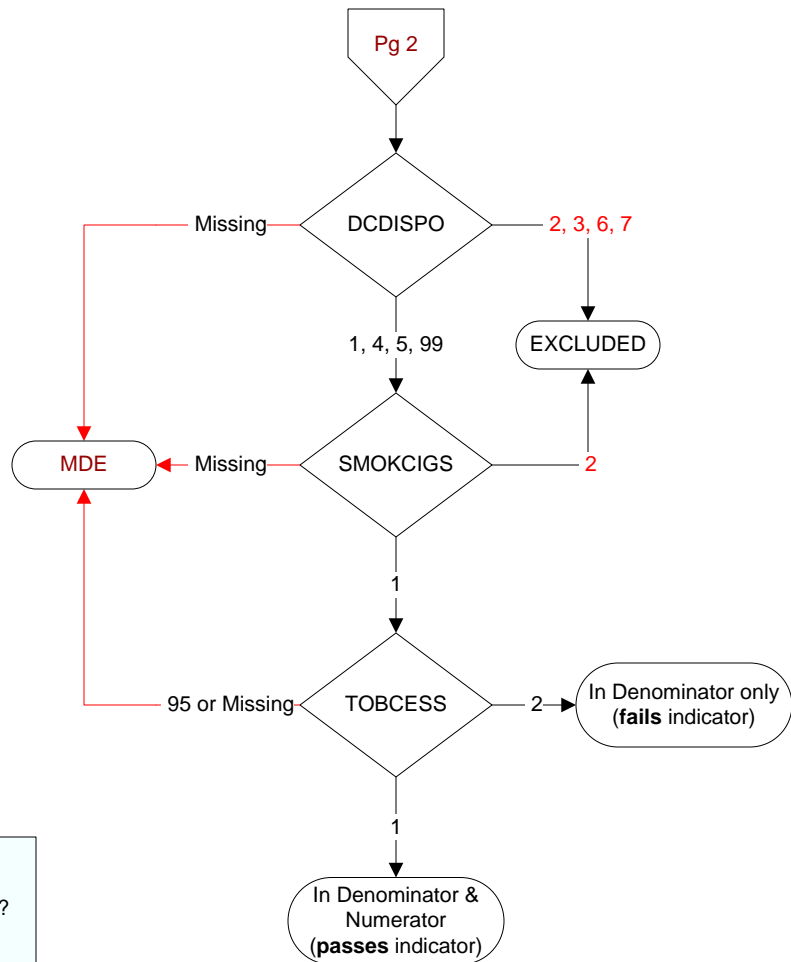 Pg 2
Missing
DCDISPO
2, 3, 6, 7
1, 4, 5, 99
EXCLUDED
MDE
Missing
SMOKCIGS
2
1
95 or Missing
TOBCESS
2
In Denominator only
(fails indicator)
1
?
In Denominator &
Numerator
(passes indicator)